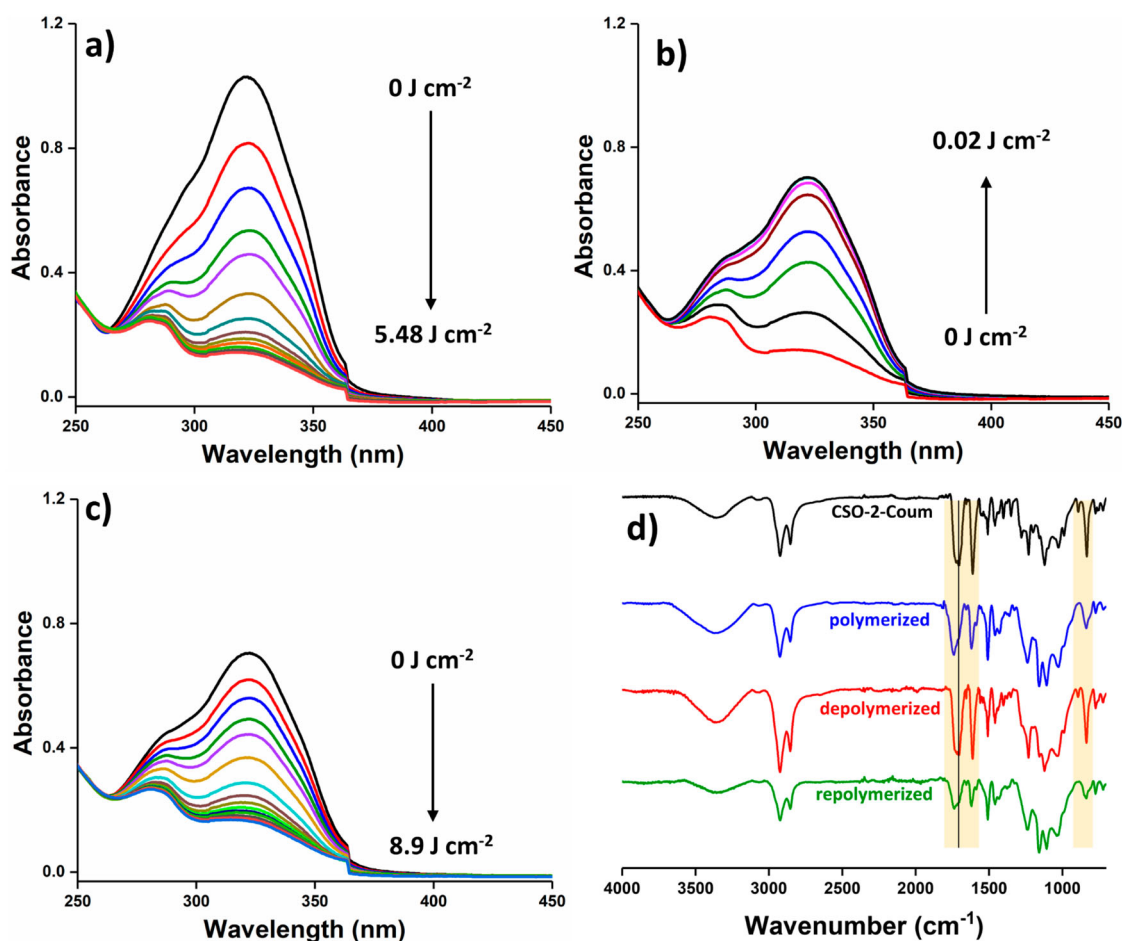 a)
1.2
0.8
0.4
0.0
Absorbance
0 J cm⁻²
5.48 J cm⁻²
250 300 350 400 450
Wavelength (nm)
b)
1.2
0.8
0.4
0.0
Absorbance
0.02 J cm⁻²
0 J cm⁻²
250 300 350 400 450
Wavelength (nm)
c)
1.2
0.8
0.4
0.0
Absorbance
0 J cm⁻²
8.9 J cm⁻²
250 300 350 400 450
Wavelength (nm)
d)
CSO-2-Coum
polymerized
depolymerized
repolymerized
4000 3500 3000 2500 2000 1500 1000
Wavenumber (cm⁻¹)